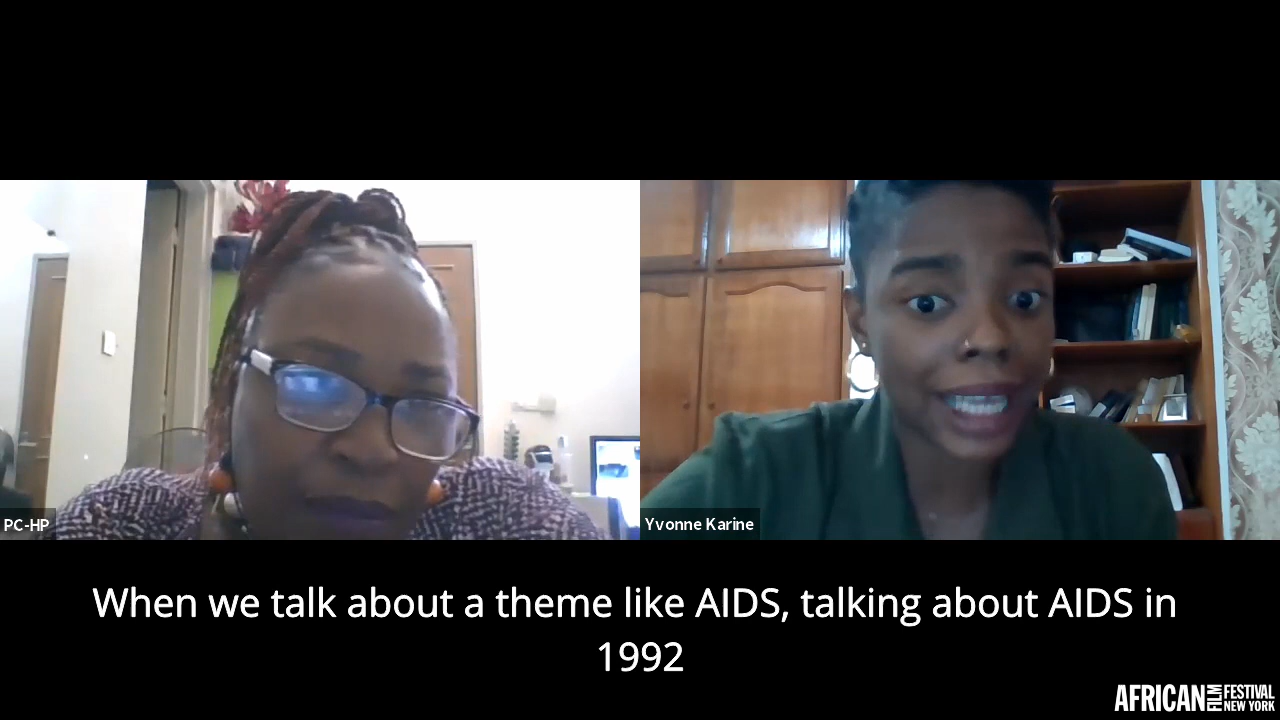 PC-HP
Yvonne Karine
When we talk about a theme like AIDS, talking about AIDS in
1992
AFRICAN FILM FESTIVAL NEW YORK